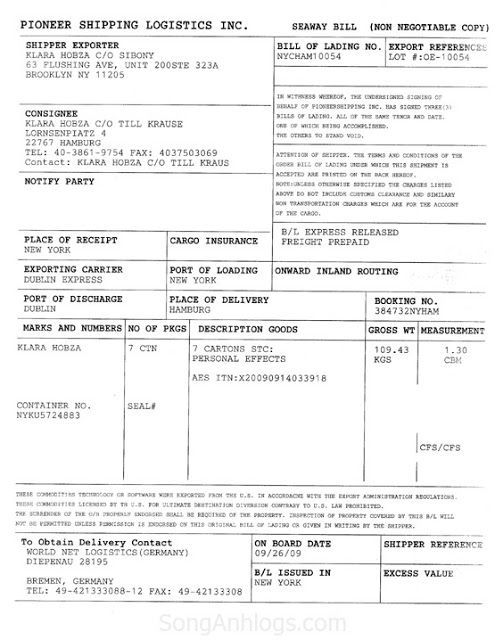 PIONEER SHIPPING LOGISTICS INC.
SEAWAY BILL (NON NEGOTIABLE COPY)
SHIPPER EXPORTER
KLARA HOBZA C/O SIBONY
63 FLUSHING AVE, UNIT 200STE 323A
BROOKLYN NY 11205
BILL OF LADING NO.
NYCHAM10054
EXPORT REFERENCES
LOT #:OE-10054
IN WITNESS WHEREOF, THE UNDERSIGNED SIGNING OF
BEHALF OF PIONEERSHIPPING INC. HAS SIGNED THREE(3)
BILLS OF LADING, ALL OF THE SAME TENOR AND DATE.
ONE OF WHICH BEING ACCOMPLISHED.
THE OTHERS TO STAND VOID.
CONSIGNEE
KLARA HOBZA C/O TILL KRAUSE
LORNSENPIATZ 4
22767 HAMBURG
TEL: 40-3861-9754 FAX: 4037503069
Contact: KLARA HOBZA C/O TILL KRAUS
ATTENTION OF SKIPPER. THE TERMS AND CONDITIONS OF THE
ORDER BILL OF LADING UNDER WHICH THIS SHIPMENT IS
ACCEPTED ARE PRINTED ON THE BACK HEREOF.
NOTE:UNLESS OTHERWISE SPECIFIED THE CHARGES LISTED
ABOVE DO NOT INCLUDE CUSTOMS CLEARANCE AND SIMILARY
NON TRANSPORTATION CHARGES WHICH ARE FOR THE ACCOUNT
OF THE CARGO.
NOTIFY PARTY
B/L EXPRESS RELEASED
FREIGHT PREPAID
PLACE OF RECEIPT
NEW YORK
CARGO INSURANCE
EXPORTING CARRIER
DUBLIN EXPRESS
PORT OF LOADING
NEW YORK
ONWARD INLAND ROUTING
PORT OF DISCHARGE
DUBLIN
PLACE OF DELIVERY
HAMBURG
BOOKING NO.
384732NYHAM
MARKS AND NUMBERS
NO OF PKGS
DESCRIPTION GOODS
GROSS WT
MEASUREMENT
KLARA HOBZA
7 CTN
7 CARTONS STC:
PERSONAL EFFECTS
AES ITN:X20090914033918
109.43
KGS
1.30
CBM
CONTAINER NO.
NYKU5724883
SEAL#
CFS/CFS
THESE COMMODITIES TECHNOLOGY OR SOFTWARE WERE EXPORTED FROM THE U.S. IN ACCORDACNE WITH THE EXPORT ADMINISTRATION REGULATIONS.
THESE COMMODITIES LICENSED BY TH U.S. FOR ULTIMATE DISTINATION DIVERSION CONTRARY TO U.S. LAW PROHIBITED.
THE SURRENDER OF THE O/R PROPERLY ENDORSED SHALL BE REQUIRED OF THE PROPERTY. INSPECTION OF PROPERTY COVERED BY THIS B/L WILL
NOT BE PERMITTED UNLESS PERMISSION IS ENDORSED ON THIS ORIGINAL BILL OF LADING OR GIVEN IN WRITING BY THE SHIPPER.
To Obtain Delivery Contact
WORLD NET LOGISTICS(GERMANY)
DIEPENAU 28195
BREMEN, GERMANY
TEL: 49-421333088-12 FAX: 49-42133308
ON BOARD DATE
09/26/09
SHIPPER REFERENCE
B/L ISSUED IN
NEW YORK
EXCESS VALUE
SongAnhlogs.com